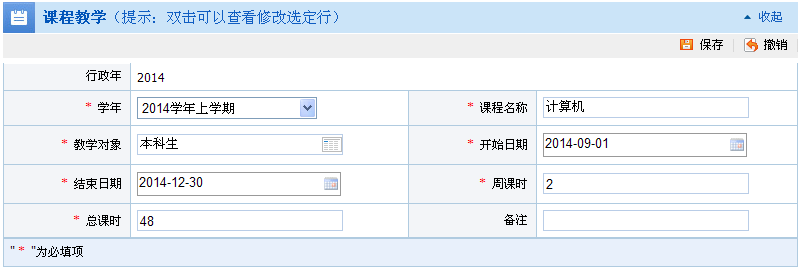 课程教学（提示：双击可以查看修改选定行） 收起
保存 撤销
行政年 2014
* 学年 2014学年上学期 * 课程名称 计算机
* 教学对象 本科生 * 开始日期 2014-09-01
* 结束日期 2014-12-30 * 周课时 2
* 总课时 48 备注
" * "为必填项